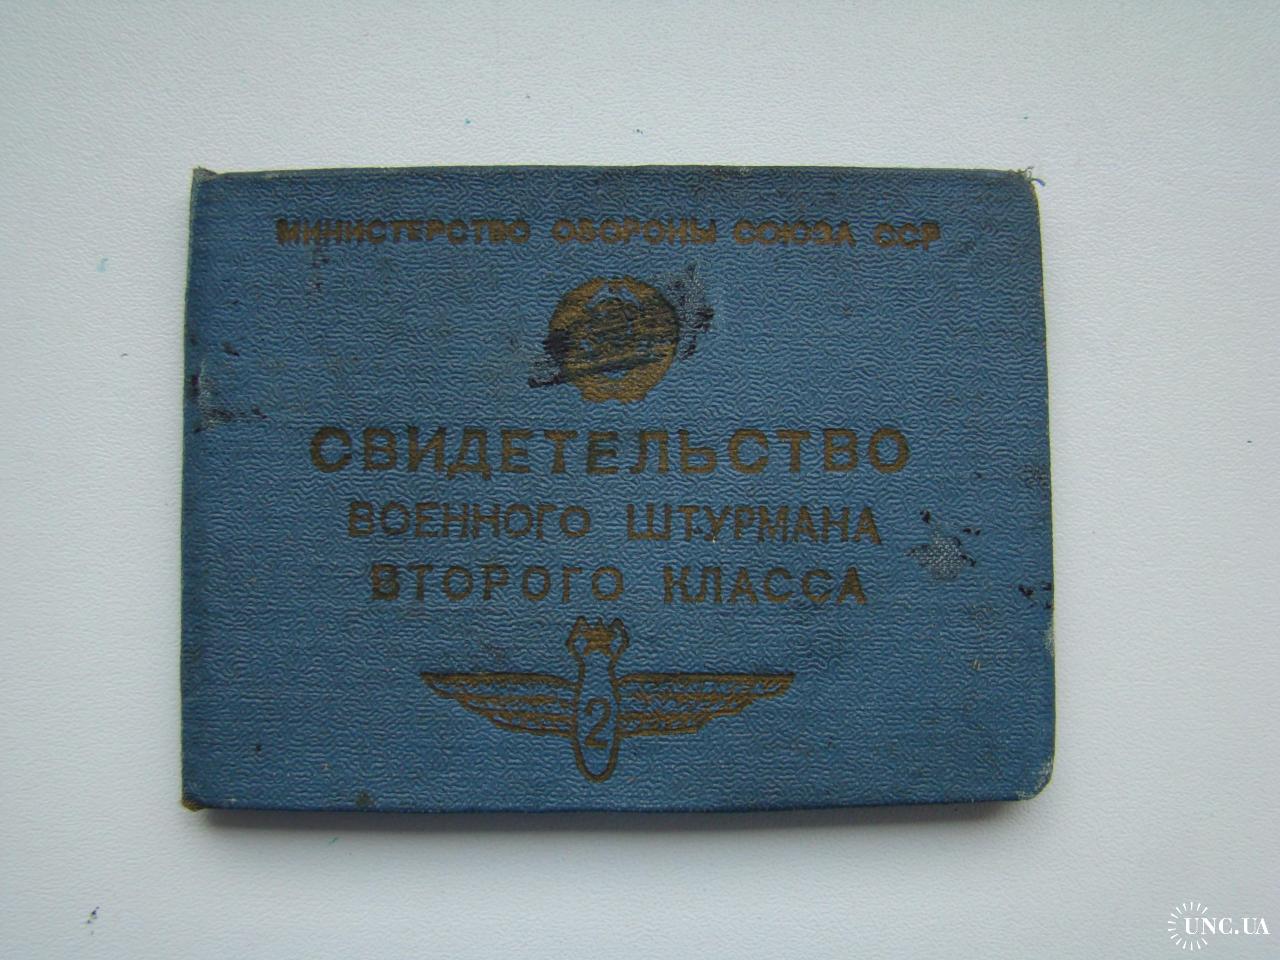 МИНИСТЕРСТВО ОБОРОНЫ СОЮЗА ССР
СВИДЕТЕЛЬСТВО
ВОЕННОГО ШТУРМАНА
ВТОРОГО КЛАССА
2
UNC.UA